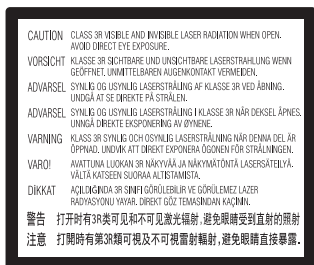 CAUTION CLASS 3R VISIBLE AND INVISIBLE LASER RADIATION WHEN OPEN.
AVOID DIRECT EYE EXPOSURE.
VORSICHT KLASSE 3R SICHTBARE UND UNSICHTBARE LASERSTRAHLUNG WENN
GEÖFFNET. UNMITTELBAREN AUGENKONTAKT VERMEIDEN.
ADVARSEL SYNLIG OG USYNLIG LASERSTRÅLING AF KLASSE 3R VED ÅBNING.
UNDGÅ AT SE DIREKTE PÅ STRÅLEN.
ADVARSEL SYNLIG OG USYNLIG LASERSTRÅLING I KLASSE 3R NÅR DEKSEL ÅPNES.
UNNGÅ DIREKTE EKSPONERING AV ØYNENE.
VARNING KLASS 3R SYNLIG OCH OSYNLIG LASERSTRÅLNING NÄR DENNA DEL ÄR
ÖPPNAD. UNDVIK ATT DIREKT EXPONERA ÖGONEN FÖR STRÅLNINGEN.
VARO! AVATTUNA LUOKAN 3R NÄKYVÄÄ JA NÄKYMÄTÖNTÄ LASERSÄTEILYÄ.
VÄLTÄ KATSEEN SUORAA ALTISTAMISTA.
DİKKAT AÇILDIĞINDA 3R SINIFI GÖRÜLEBİLİR VE GÖRÜLEMEZ LAZER
RADYASYONU YAYAR. DİREKT GÖZ TEMASINDAN KAÇININ.
警告 打开时有3R类可见和不可见激光辐射,避免眼睛受到直射的照射
注意 打開時有第3R類可視及不可視雷射輻射,避免眼睛直接暴露。